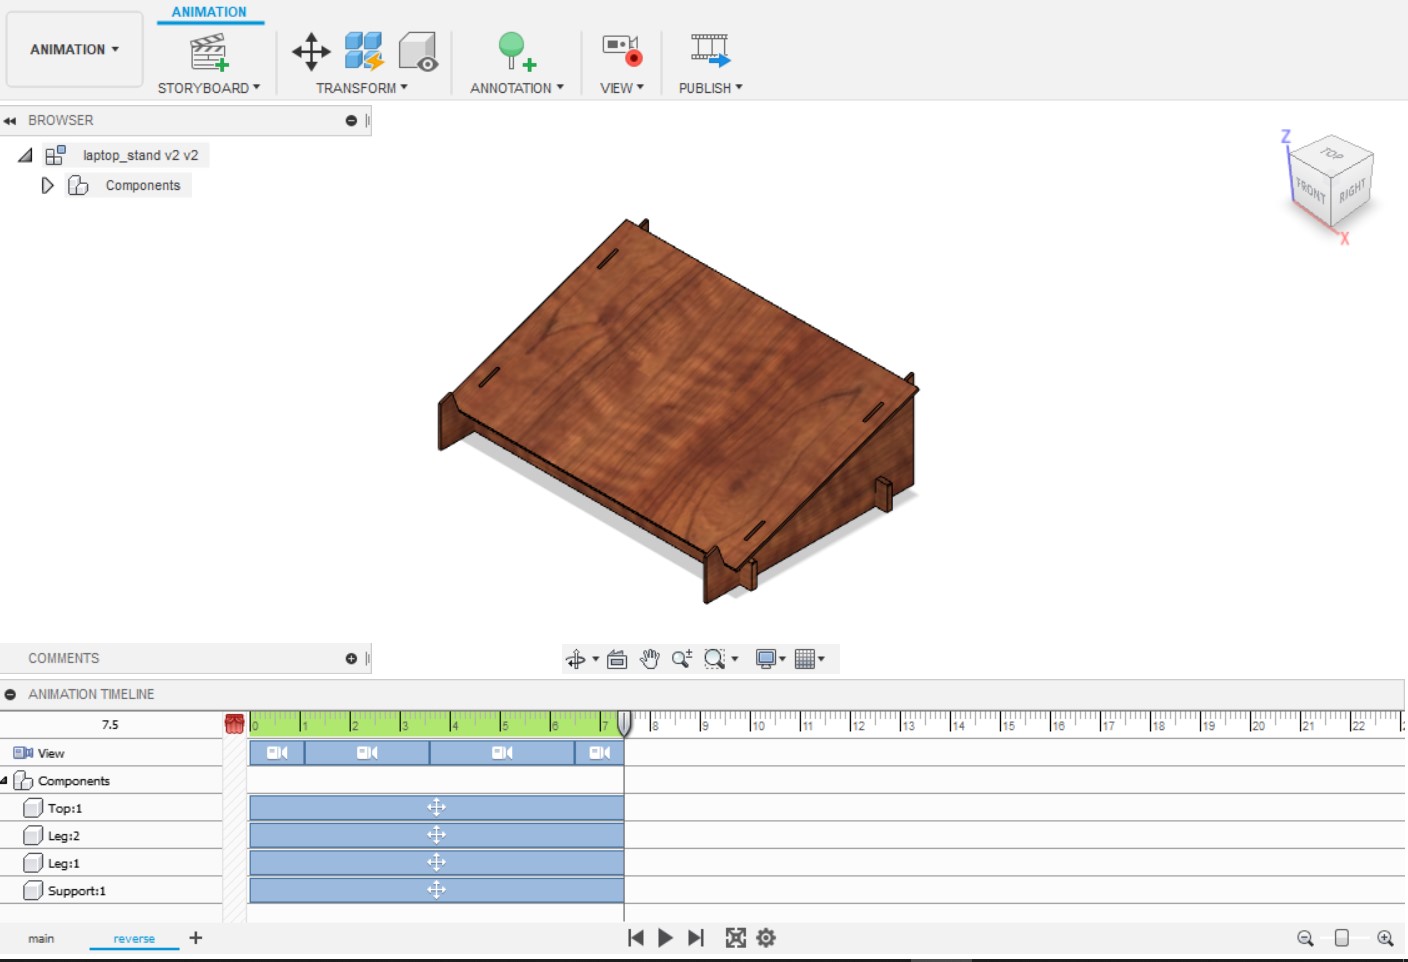 ANIMATION
ANIMATION
STORYBOARD
TRANSFORM
ANNOTATION
VIEW
PUBLISH
BROWSER
laptop_stand v2 v2
Components
Z
TOP
FRONT
RIGHT
X
COMMENTS
ANIMATION TIMELINE
7.5
0 1 2 3 4 5 6 7 8 9 10 11 12 13 14 15 16 17 18 19 20 21 22
View
Components
Top:1
Leg:2
Leg:1
Support:1
main
reverse